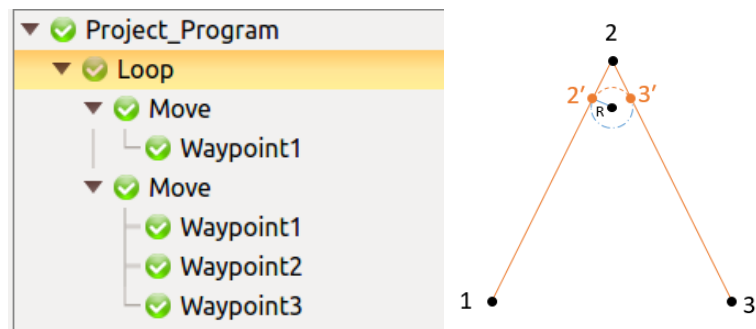 Project_Program
Loop
Move
Waypoint1
Move
Waypoint1
Waypoint2
Waypoint3
2
2′ 3′
R
1 3